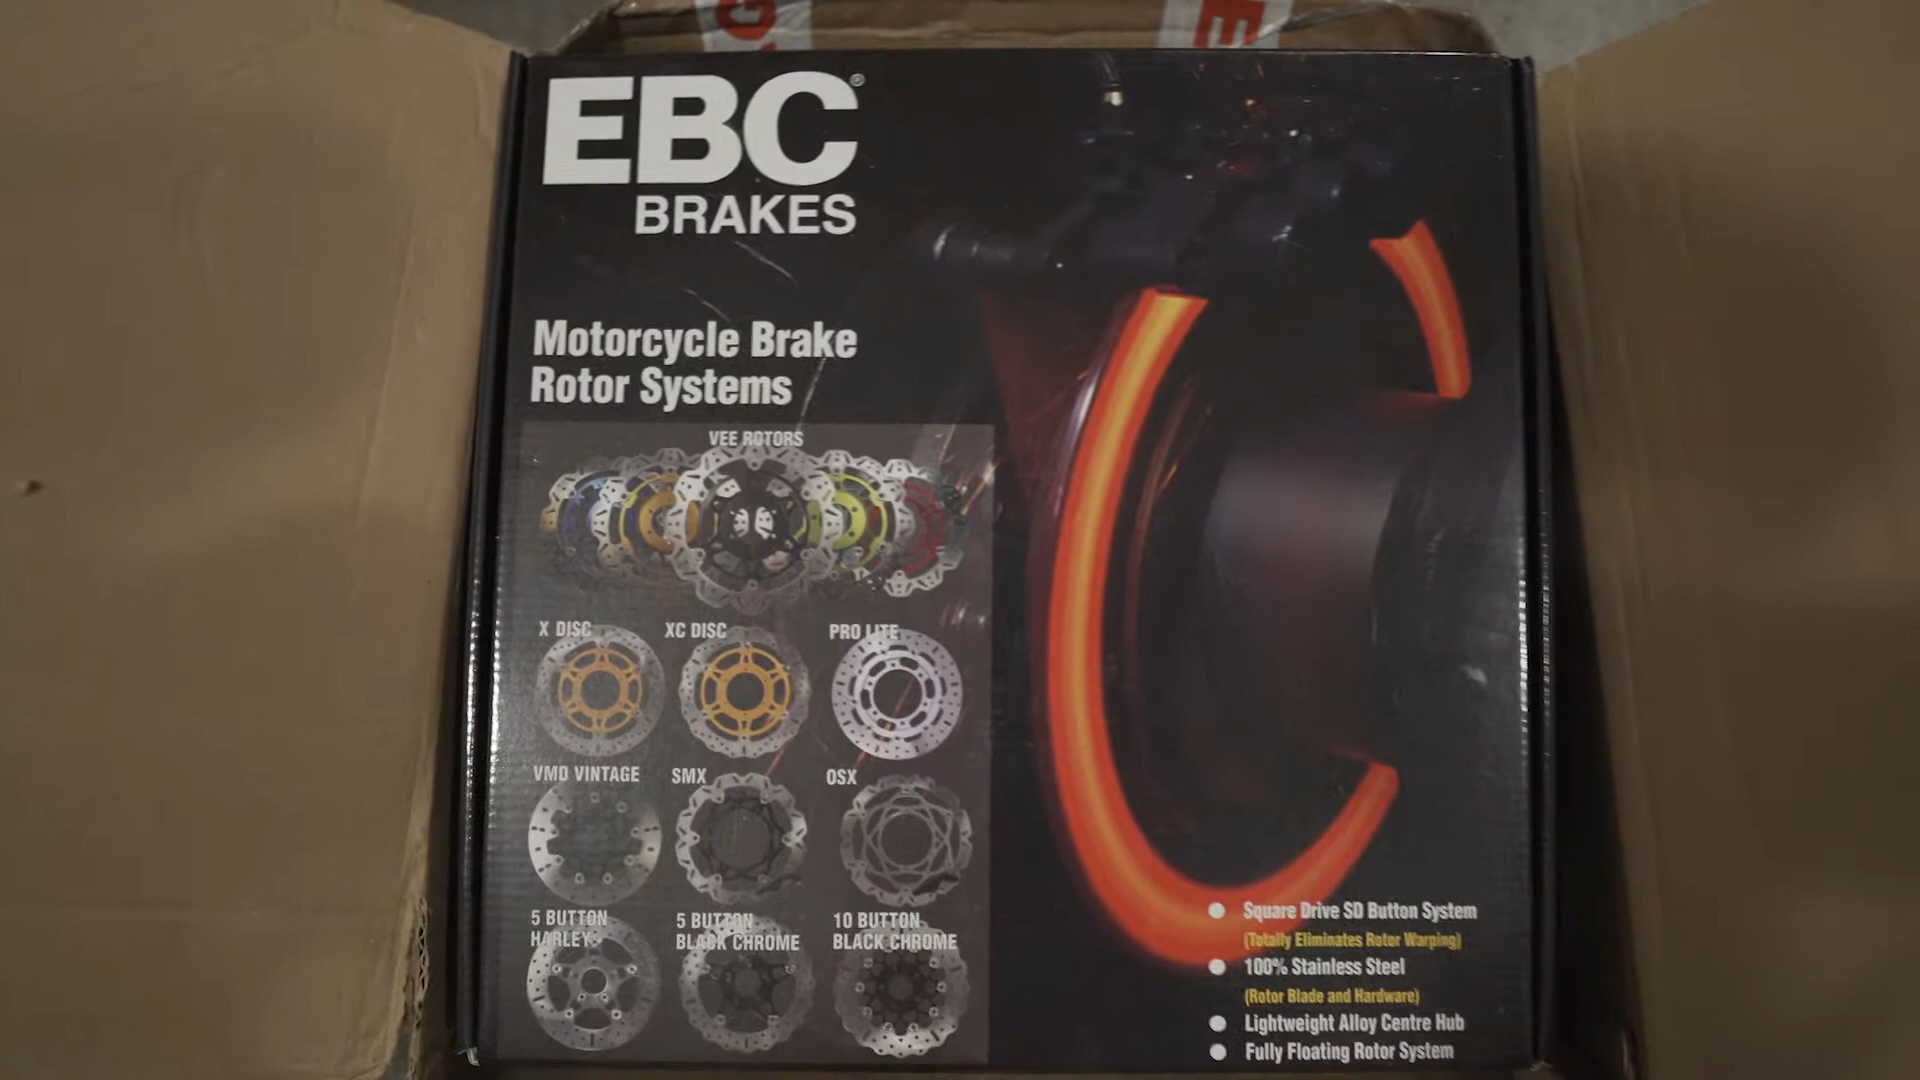 EBC®
BRAKES
Motorcycle Brake
Rotor Systems
VEE ROTORS
X DISC
XC DISC
PRO LITE
VMD VINTAGE
SMX
OSX
5 BUTTON
HARLEY
5 BUTTON
BLACK CHROME
10 BUTTON
BLACK CHROME
Square Drive SD Button System
(Totally Eliminates Rotor Warping)
100% Stainless Steel
(Rotor Blade and Hardware)
Lightweight Alloy Centre Hub
Fully Floating Rotor System